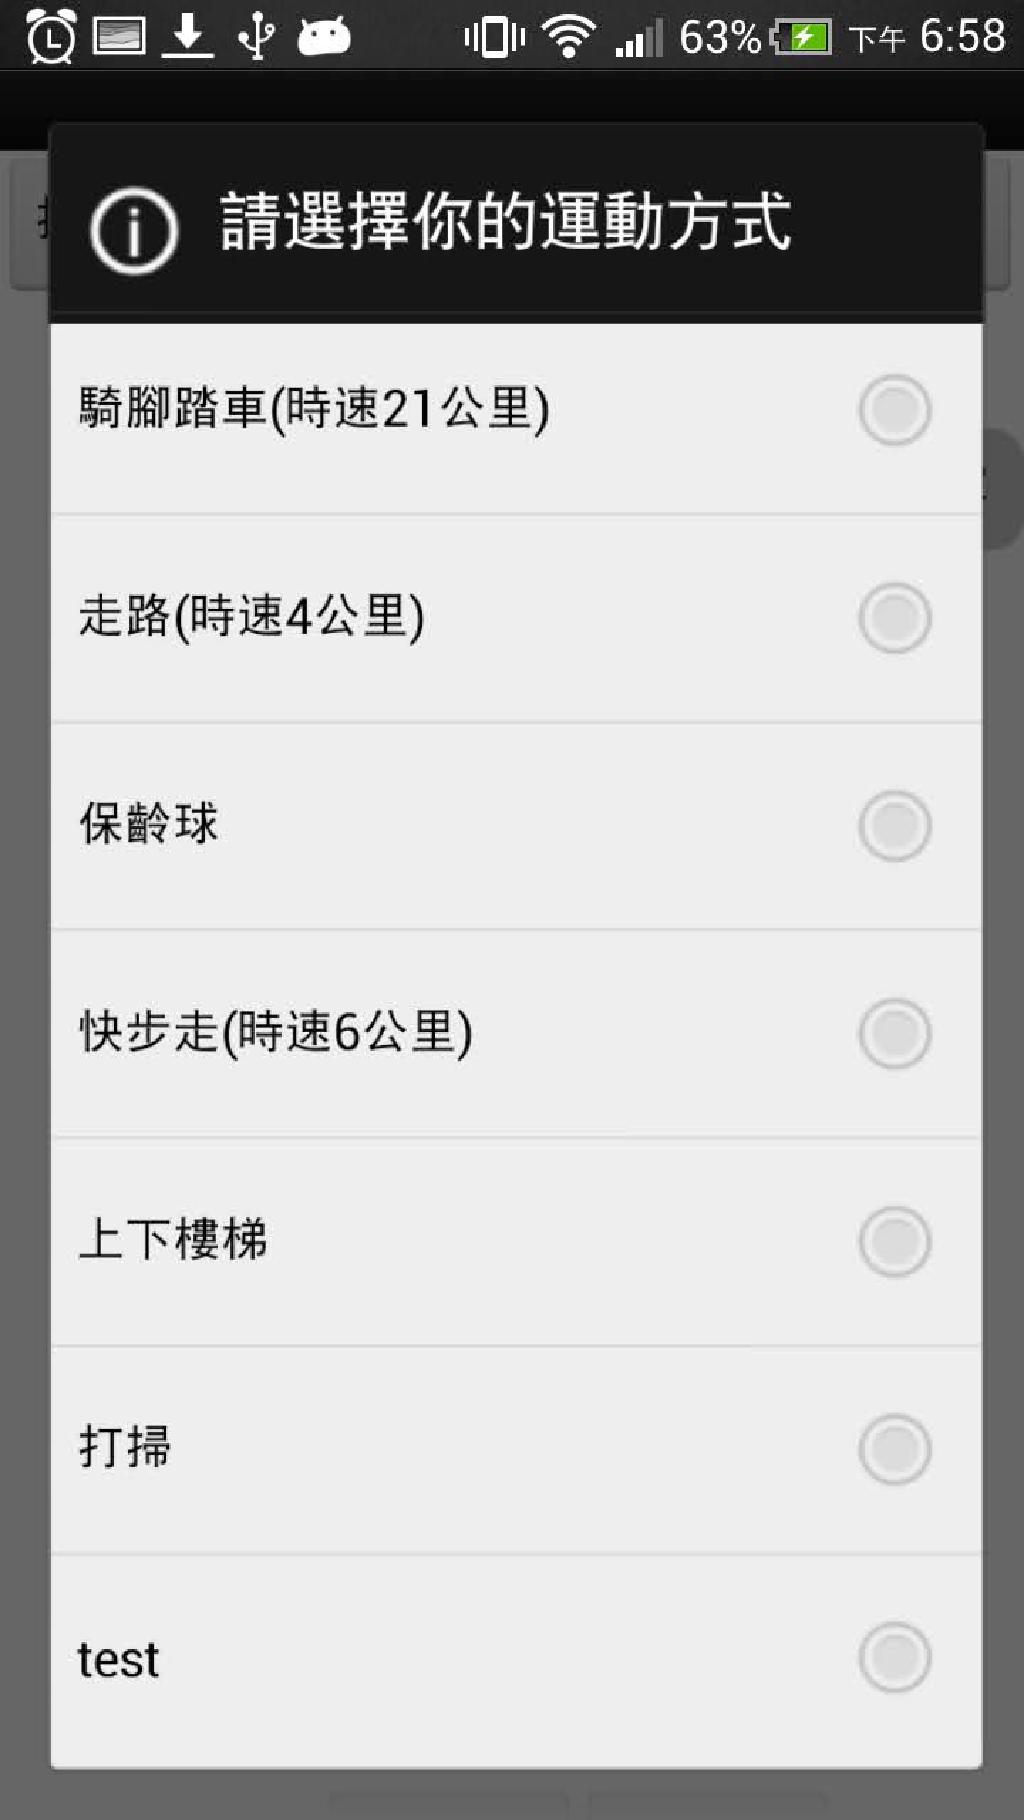 63% 下午 6:58
請選擇你的運動方式
騎腳踏車(時速21公里)
走路(時速4公里)
保齡球
快步走(時速6公里)
上下樓梯
打掃
test